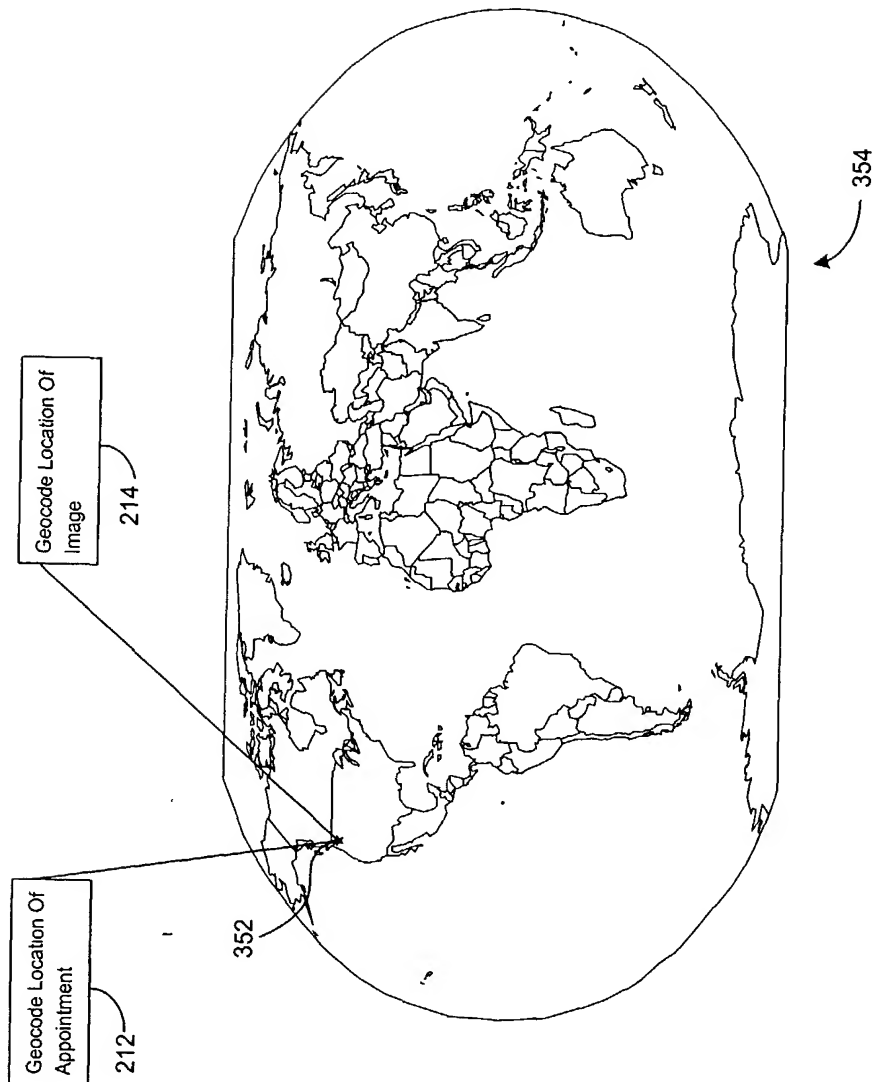 Geocode Location Of
Image
214
Geocode Location Of
Appointment
212
352
354